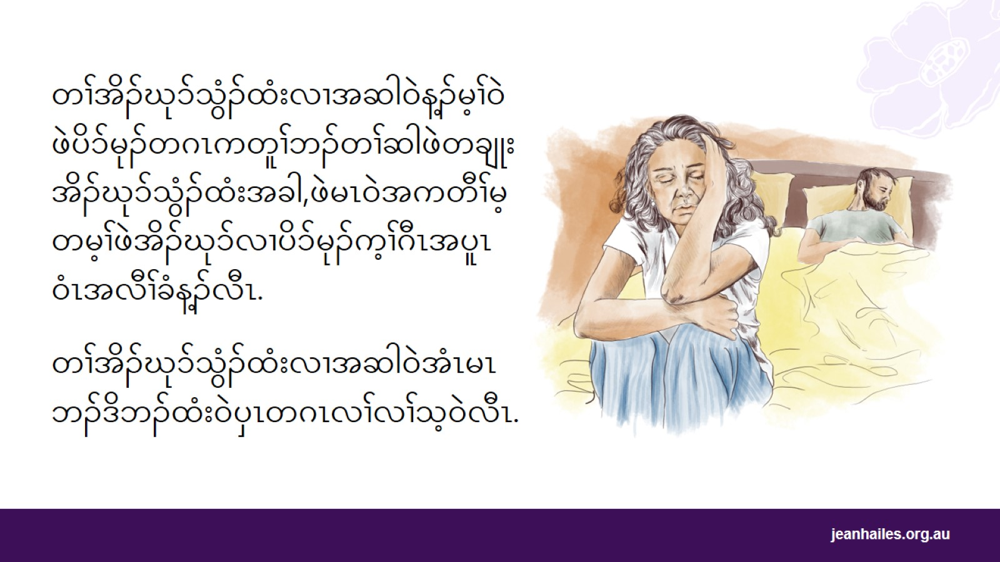 တၢ်အိၣ်ဃုာ်သွံၣ်ထံးလၢအဆါဝဲန့ၣ်မ့ၢ်ဝဲ
ဖဲပိာ်မုၣ်တဂၤကတူၢ်ဘၣ်တၢ်ဆါဖဲတချုး
အိၣ်ဃုာ်သွံၣ်ထံးအခါ,ဖဲမၤဝဲအကတီၢ်မ့
တမ့ၢ်ဖဲအိၣ်ဃုာ်လၢပိာ်မုၣ်က့ၢ်ဂီၤအပူၤ
ဝံၤအလီၢ်ခံန့ၣ်လီၤ.
တၢ်အိၣ်ဃုာ်သွံၣ်ထံးလၢအဆါဝဲအံၤမၤ
ဘၣ်ဒိဘၣ်ထံးဝဲပှၤတဂၤလၢ်လၢ်သ့ဝဲလီၤ.
jeanhailes.org.au